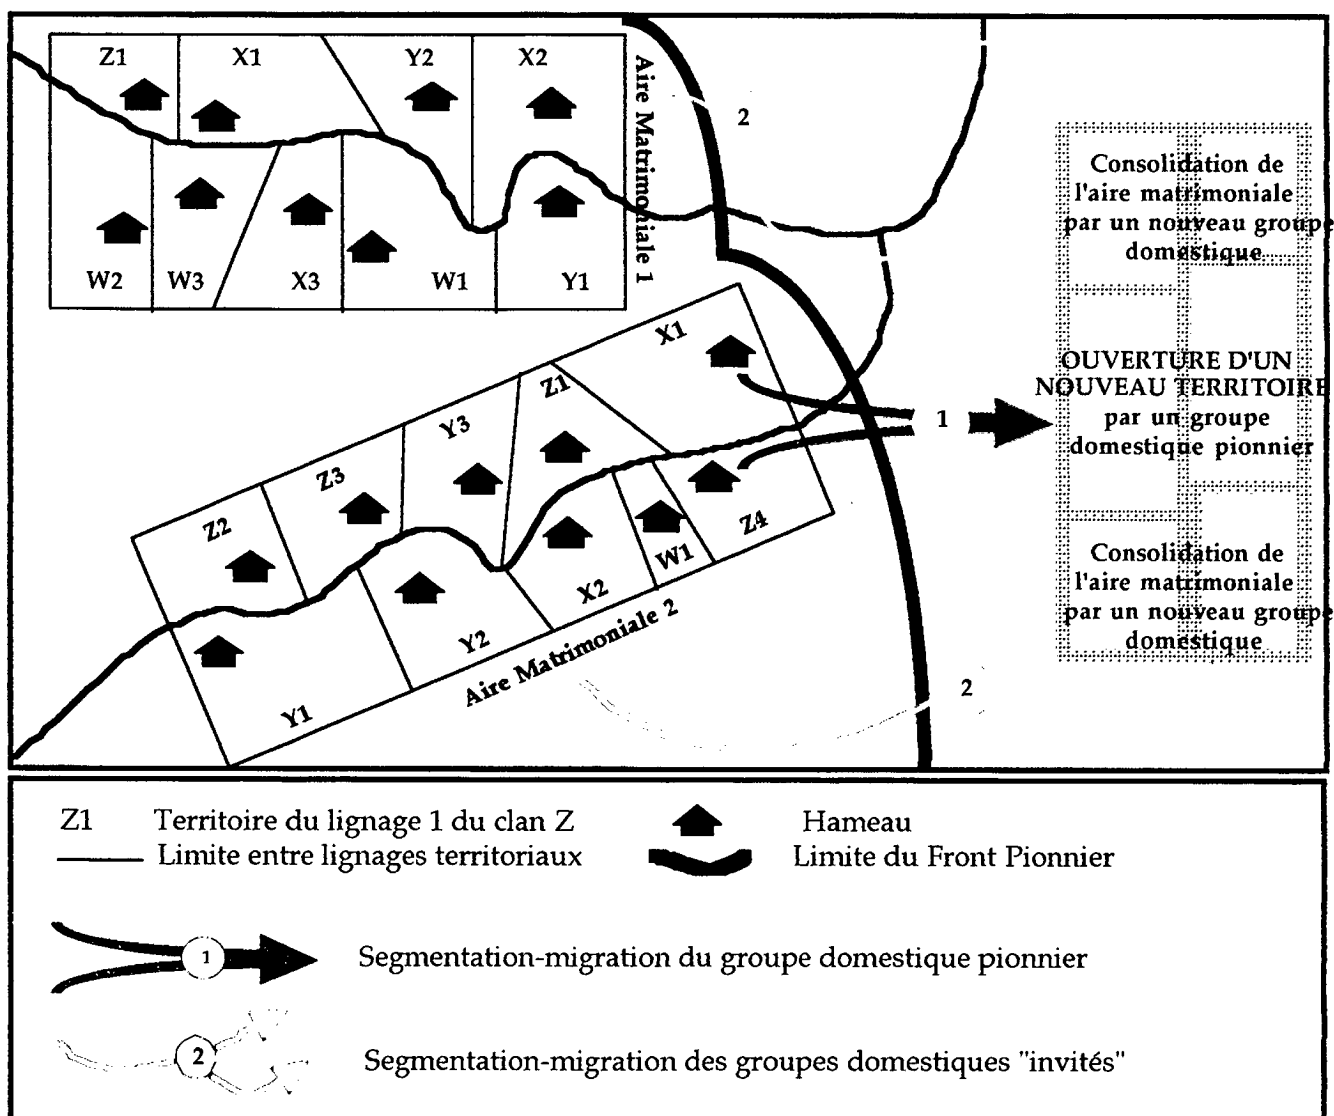 Z1
X1
Y2
X2
Aire Matrimoniale 1
W2
W3
X3
W1
Y1
2
Consolidation de
l'aire matrimoniale
par un nouveau groupe
domestique
X1
Z1
Y3
Z3
Z2
1
OUVERTURE D'UN
NOUVEAU TERRITOIRE
par un groupe
domestique pionnier
Z4
W1
X2
Y2
Y1
Aire Matrimoniale 2
2
Consolidation de
l'aire matrimoniale
par un nouveau groupe
domestique
Z1 Territoire du lignage 1 du clan Z
Hameau
Limite entre lignages territoriaux
Limite du Front Pionnier
1
Segmentation-migration du groupe domestique pionnier
2
Segmentation-migration des groupes domestiques "invités"